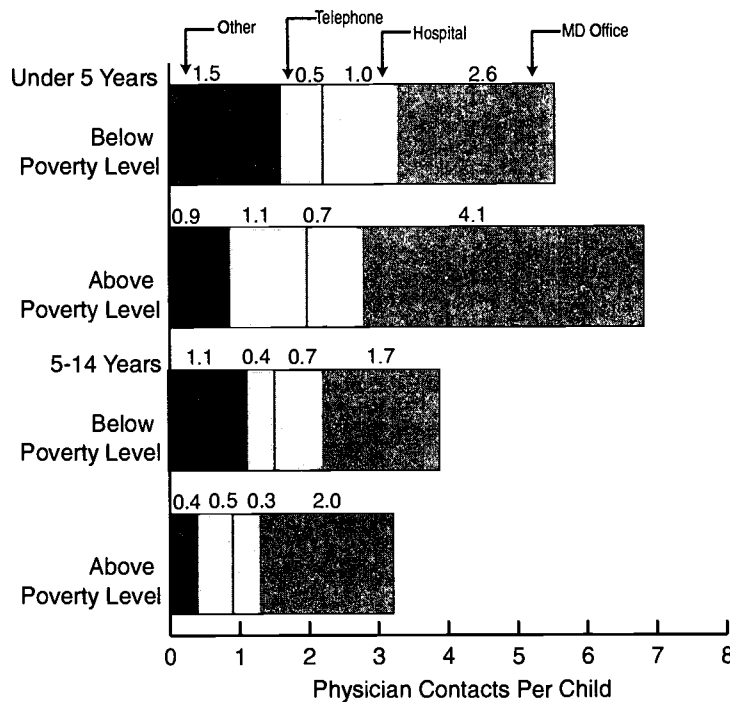 Other
Telephone
Hospital
MD Office
Under 5 Years
1.5 0.5 1.0 2.6
Below
Poverty Level
0.9 1.1 0.7 4.1
Above
Poverty Level
5-14 Years
1.1 0.4 0.7 1.7
Below
Poverty Level
0.4 0.5 0.3 2.0
Above
Poverty Level
0 1 2 3 4 5 6 7 8
Physician Contacts Per Child